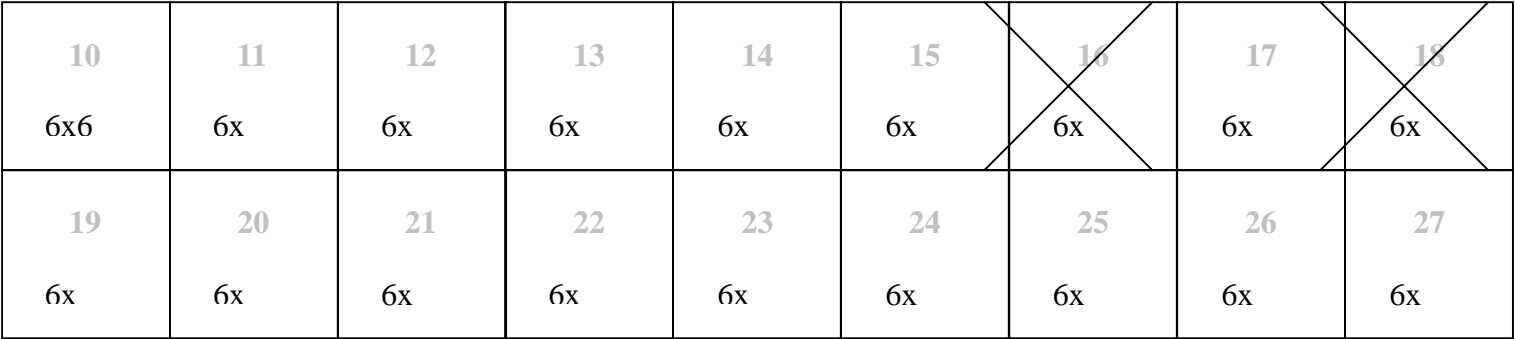 10 11 12 13 14 15 16 17 18
6x6 6x 6x 6x 6x 6x 6x 6x 6x
19 20 21 22 23 24 25 26 27
6x 6x 6x 6x 6x 6x 6x 6x 6x